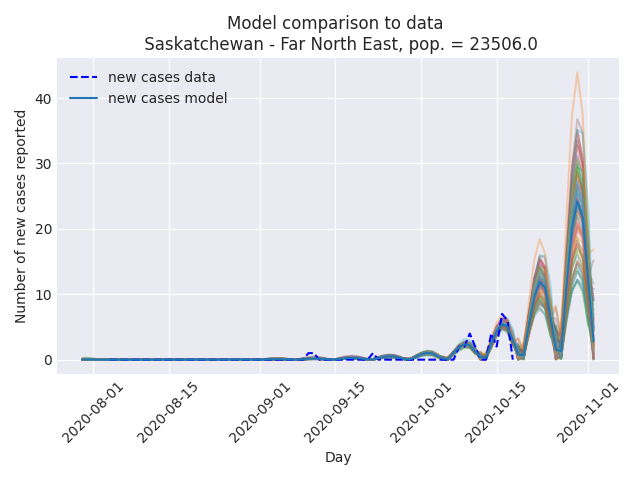 Model comparison to data
Saskatchewan - Far North East, pop. = 23506.0
new cases data
new cases model
Number of new cases reported
40
30
20
10
0
2020-08-01
2020-08-15
2020-09-01
2020-09-15
2020-10-01
2020-10-15
2020-11-01
Day